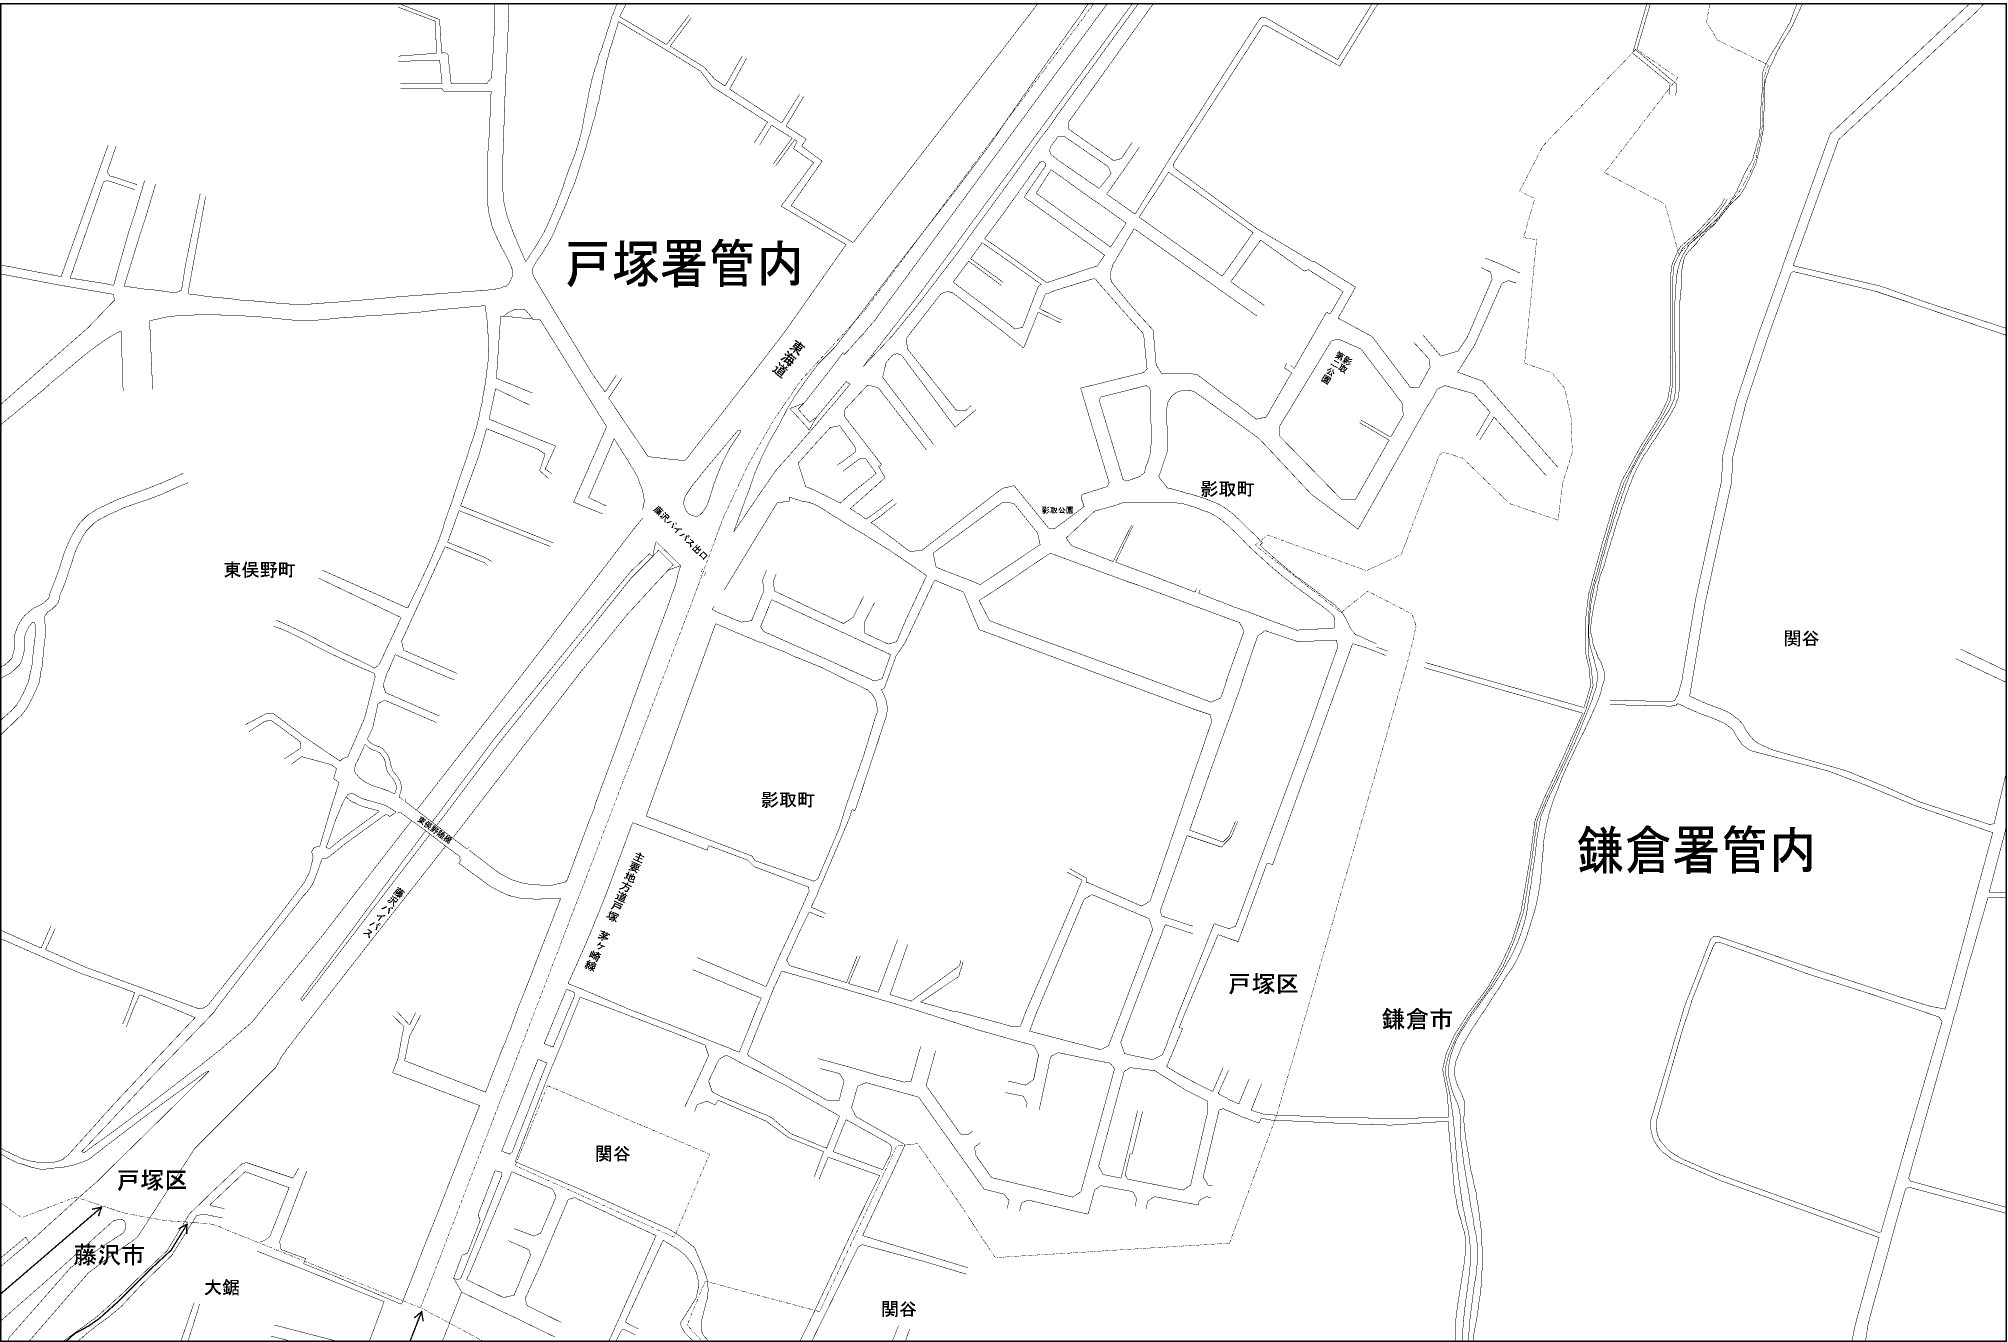 戸塚署管内
東海道
影取
第二公園
影取町
影取公園
藤沢バイパス出口
東俣野町
関谷
影取町
東俣野歩道橋
鎌倉署管内
主要地方道戸塚 茅ヶ崎線
藤沢バイパス
戸塚区
鎌倉市
関谷
戸塚区
藤沢市
大鋸
関谷